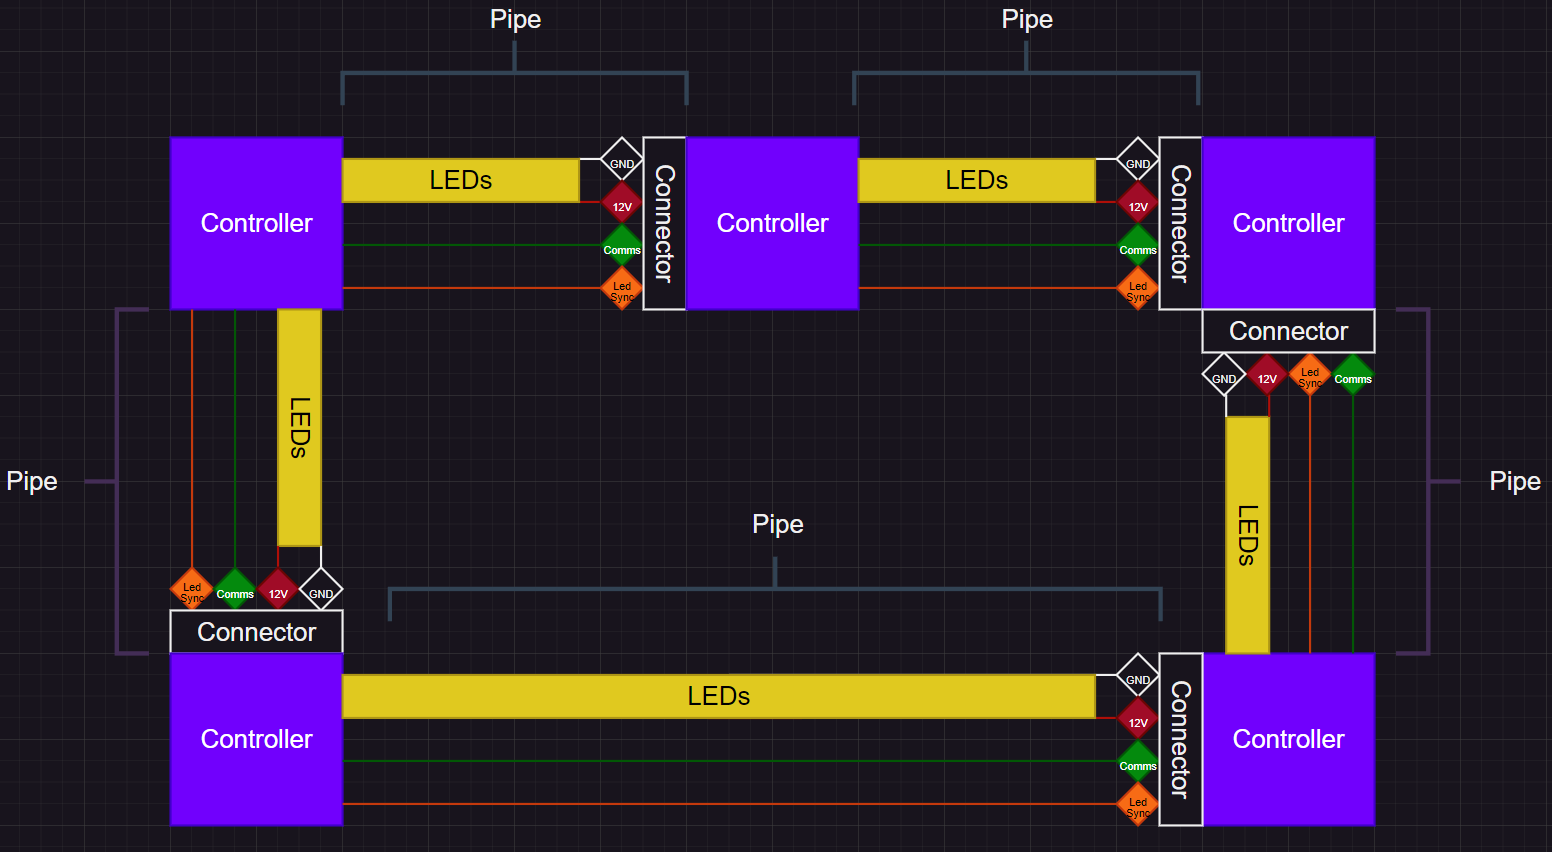 Pipe
Pipe
Controller
LEDs
GND
12V
Comms
Led
Sync
Connector
Controller
LEDs
GND
12V
Comms
Led
Sync
Connector
Controller
Connector
GND
12V
Led
Sync
Comms
LEDs
Pipe
LEDs
Pipe
Pipe
Led
Sync
Comms
12V
GND
Connector
Controller
LEDs
GND
12V
Comms
Led
Sync
Connector
Controller